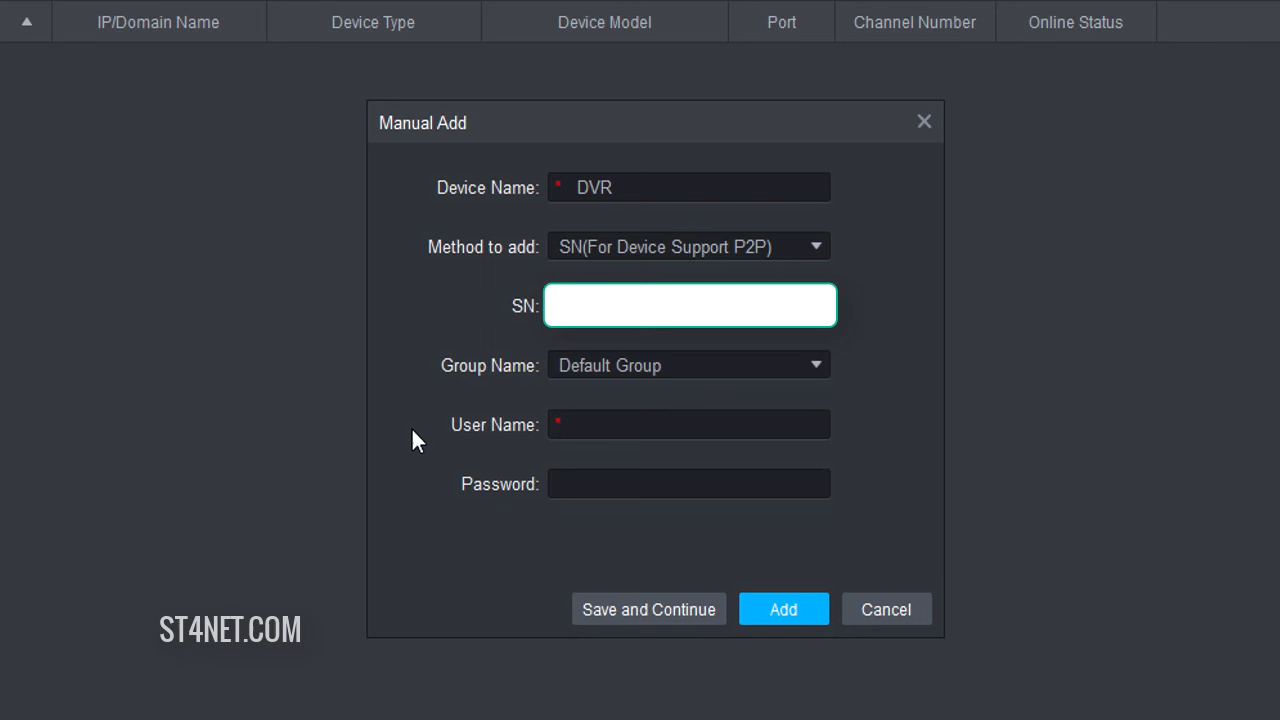 ▲ IP/Domain Name Device Type Device Model Port Channel Number Online Status
Manual Add
Device Name: * DVR
Method to add: SN(For Device Support P2P)
SN:
Group Name: Default Group
User Name: *
Password:
Save and Continue Add Cancel
ST4NET.COM